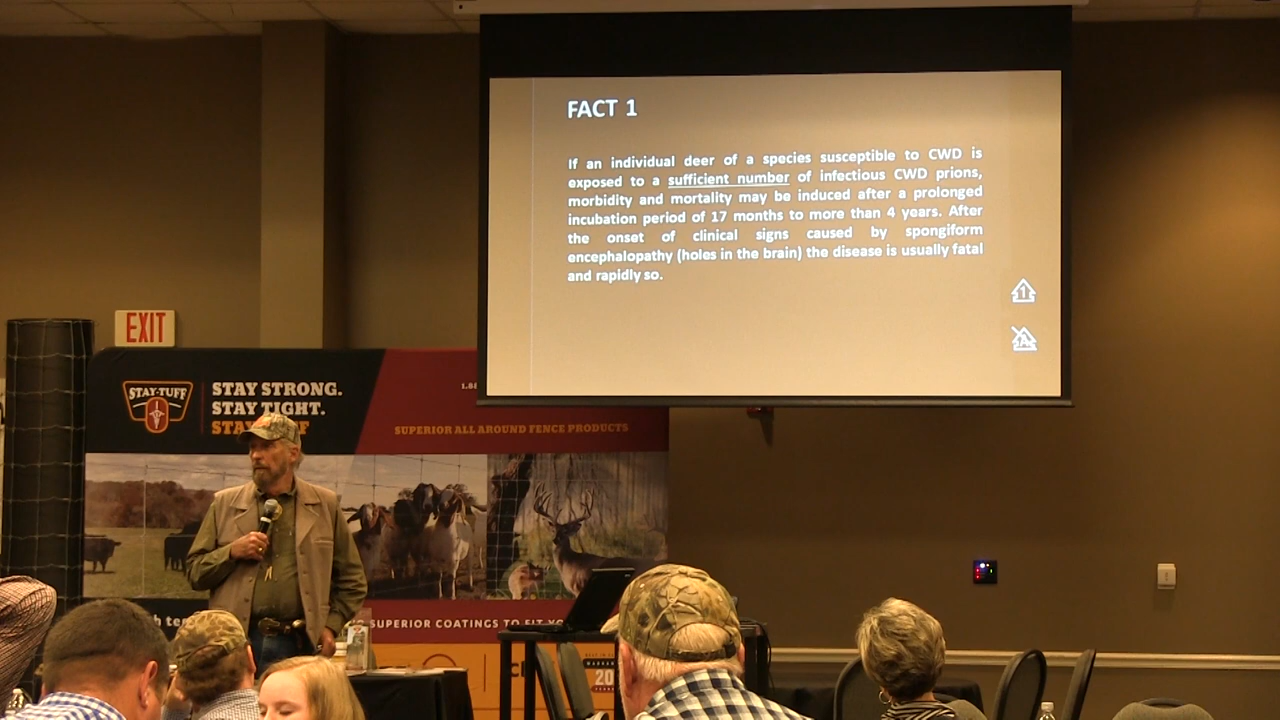 FACT 1
If an individual deer of a species susceptible to CWD is
exposed to a sufficient number of infectious CWD prions,
morbidity and mortality may be induced after a prolonged
incubation period of 17 months to more than 4 years. After
the onset of clinical signs caused by spongiform
encephalopathy (holes in the brain) the disease is usually fatal
and rapidly so.
1
A
EXIT
STAY-TUFF
STAY STRONG.
STAY TIGHT.
SUPERIOR ALL AROUND FENCE PRODUCTS
SUPERIOR COATINGS TO FIT